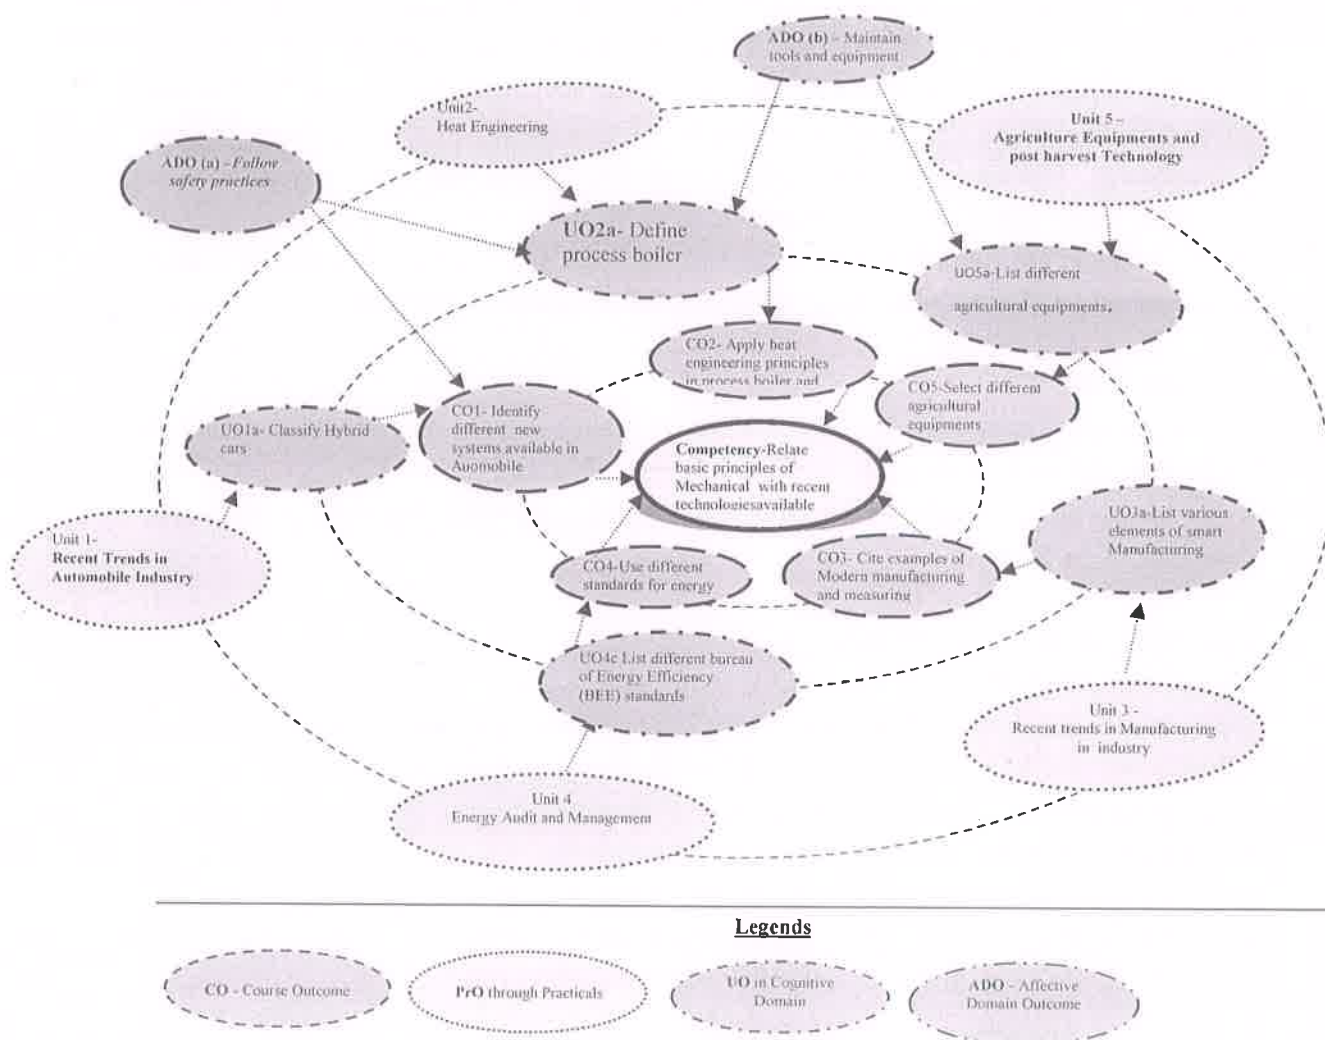 ADO (b) – Maintain
tools and equipment
Unit2-
Heat Engineering
Unit 5 –
Agriculture Equipments and
post harvest Technology
ADO (a) -Follow
safety practices
UO2a- Define
process boiler
UO5a-List different
agricultural equipments.
CO2- Apply heat
engineering principles
in process boiler and
CO5-Select different
agricultural
equipments
CO1- Identify
different new
systems available in
Auomobile
UO1a- Classify Hybrid
cars
Competency-Relate
basic principles of
Mechanical with recent
technologiesavailable
UO3a-List various
elements of smart
Manufacturing
Unit 1-
Recent Trends in
Automobile Industry
CO4-Use different
standards for energy
CO3- Cite examples of
Modern manufacturing
and measuring
UO4c List different bureau
of Energy Efficiency
(BEE) standards
Unit 3 -
Recent trends in Manufacturing
in industry
Unit 4
Energy Audit and Management
Legends
CO - Course Outcome
PrO through Practicals
UO in Cognitive
Domain
ADO – Affective
Domain Outcome